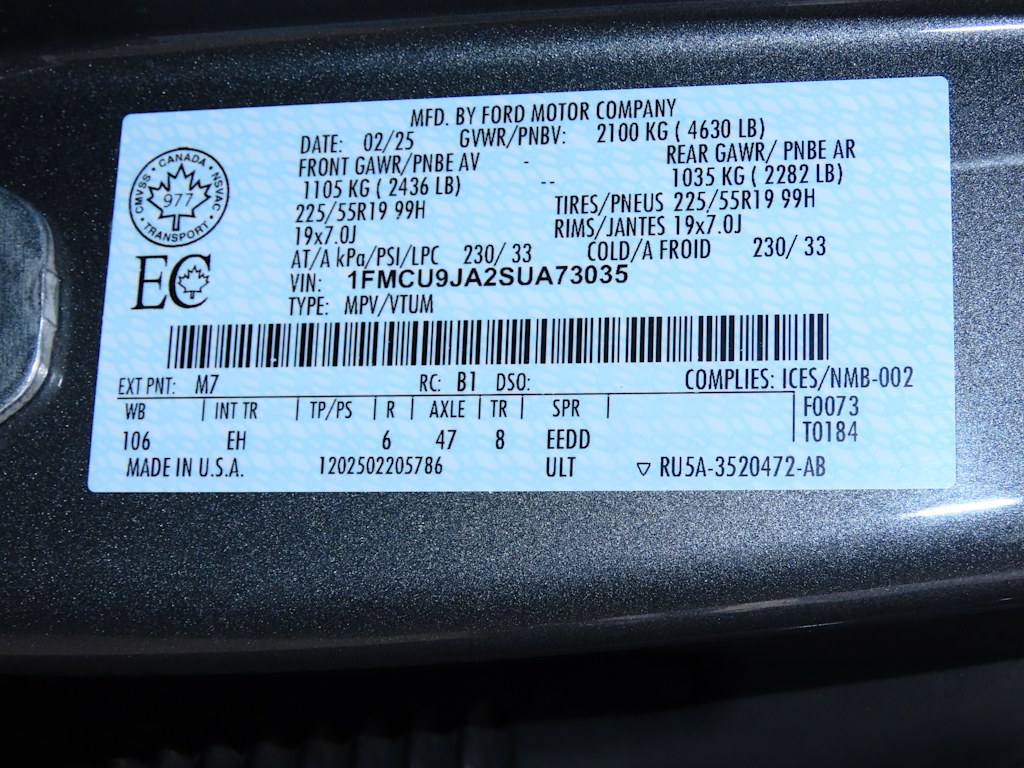 MFD. BY FORD MOTOR COMPANY
DATE: 02/25 GVWR/PNBV: 2100 KG ( 4630 LB)
FRONT GAWR/PNBE AV - REAR GAWR/ PNBE AR
1105 KG ( 2436 LB) -- 1035 KG ( 2282 LB)
225/55R19 99H TIRES/PNEUS 225/55R19 99H
19x7.0J RIMS/JANTES 19x7.0J
AT/A kPa/PSI/LPC 230/ 33 COLD/A FROID 230/ 33
VIN: 1FMCU9JA2SUA73035
TYPE: MPV/VTUM
CMVSS • CANADA • NSVAC • TRANSPORT •
977
EC
EXT PNT: M7 RC: B1 DSO: COMPLIES: ICES/NMB-002
WB | INT TR | TP/PS | R | AXLE | TR | SPR | F0073
106 EH 6 47 8 EEDD T0184
MADE IN U.S.A. 1202502205786 ULT ▽ RU5A-3520472-AB